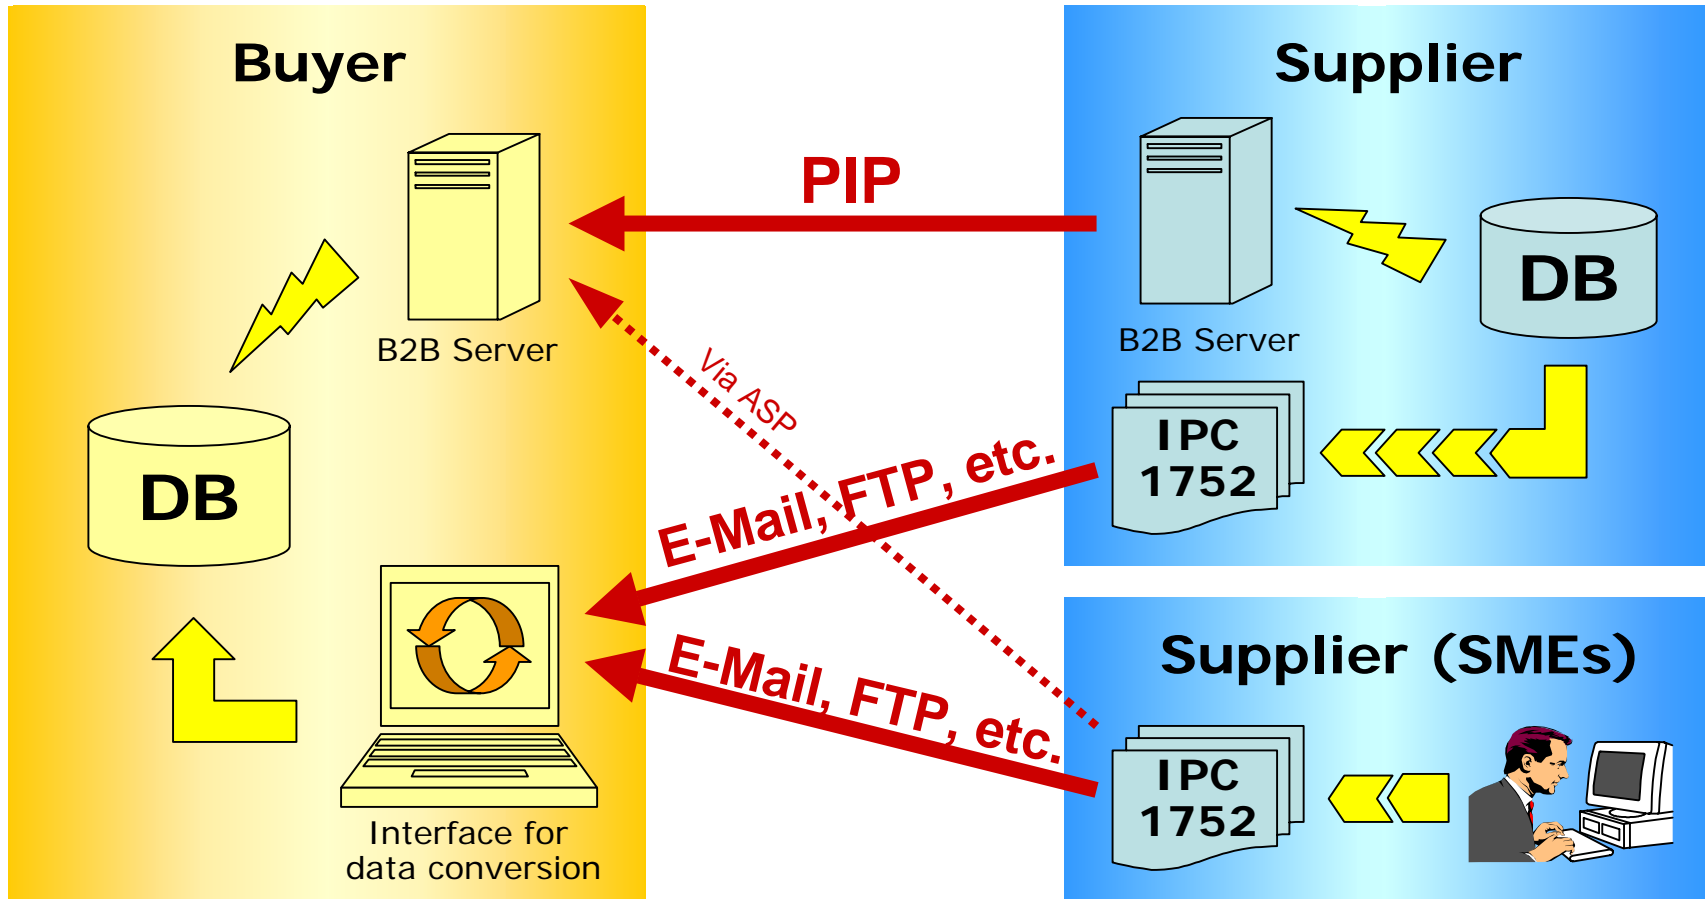 Buyer
B2B Server
DB
Interface for
data conversion
PIP
Via ASP
E-Mail, FTP, etc.
E-Mail, FTP, etc.
Supplier
B2B Server
DB
IPC
1752
Supplier (SMEs)
IPC
1752